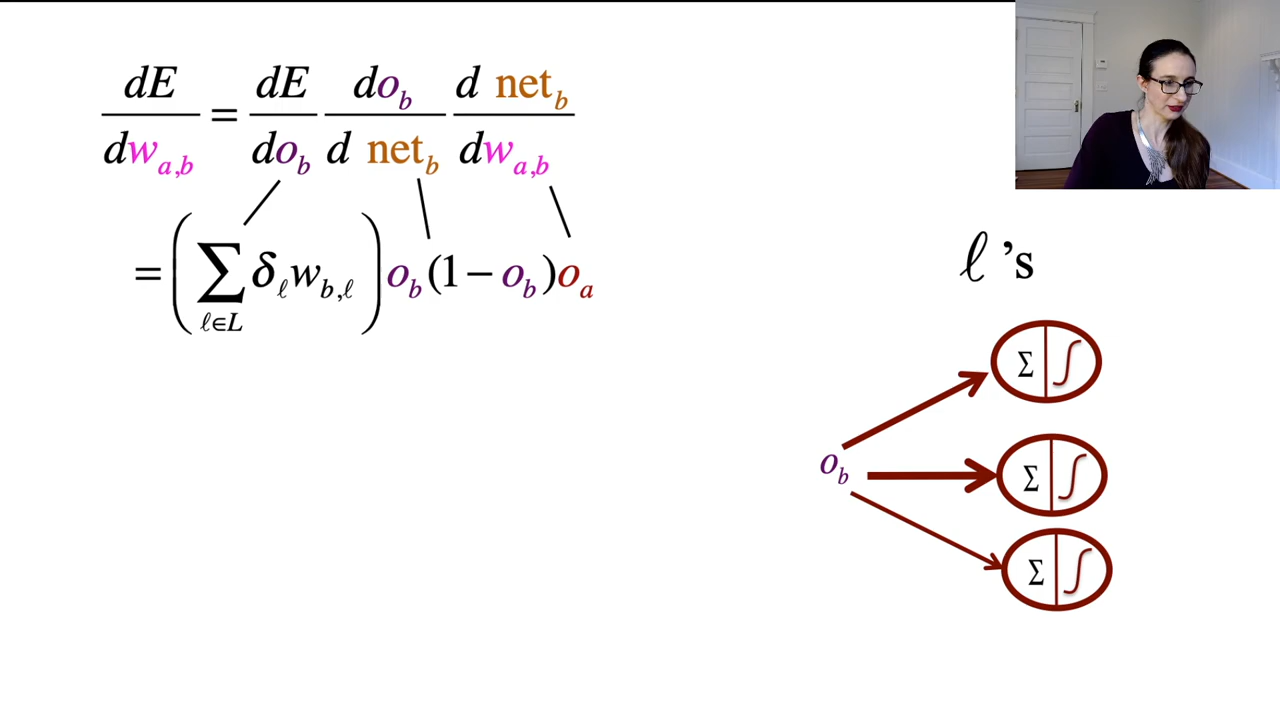 dE/dw_{a,b} = dE/do_b do_b/d net_b d net_b/dw_{a,b}
= (∑_{ℓ∈L} δ_ℓ w_{b,ℓ}) o_b(1 − o_b)o_a
ℓ 's
Σ ∫
o_b
Σ ∫
Σ ∫